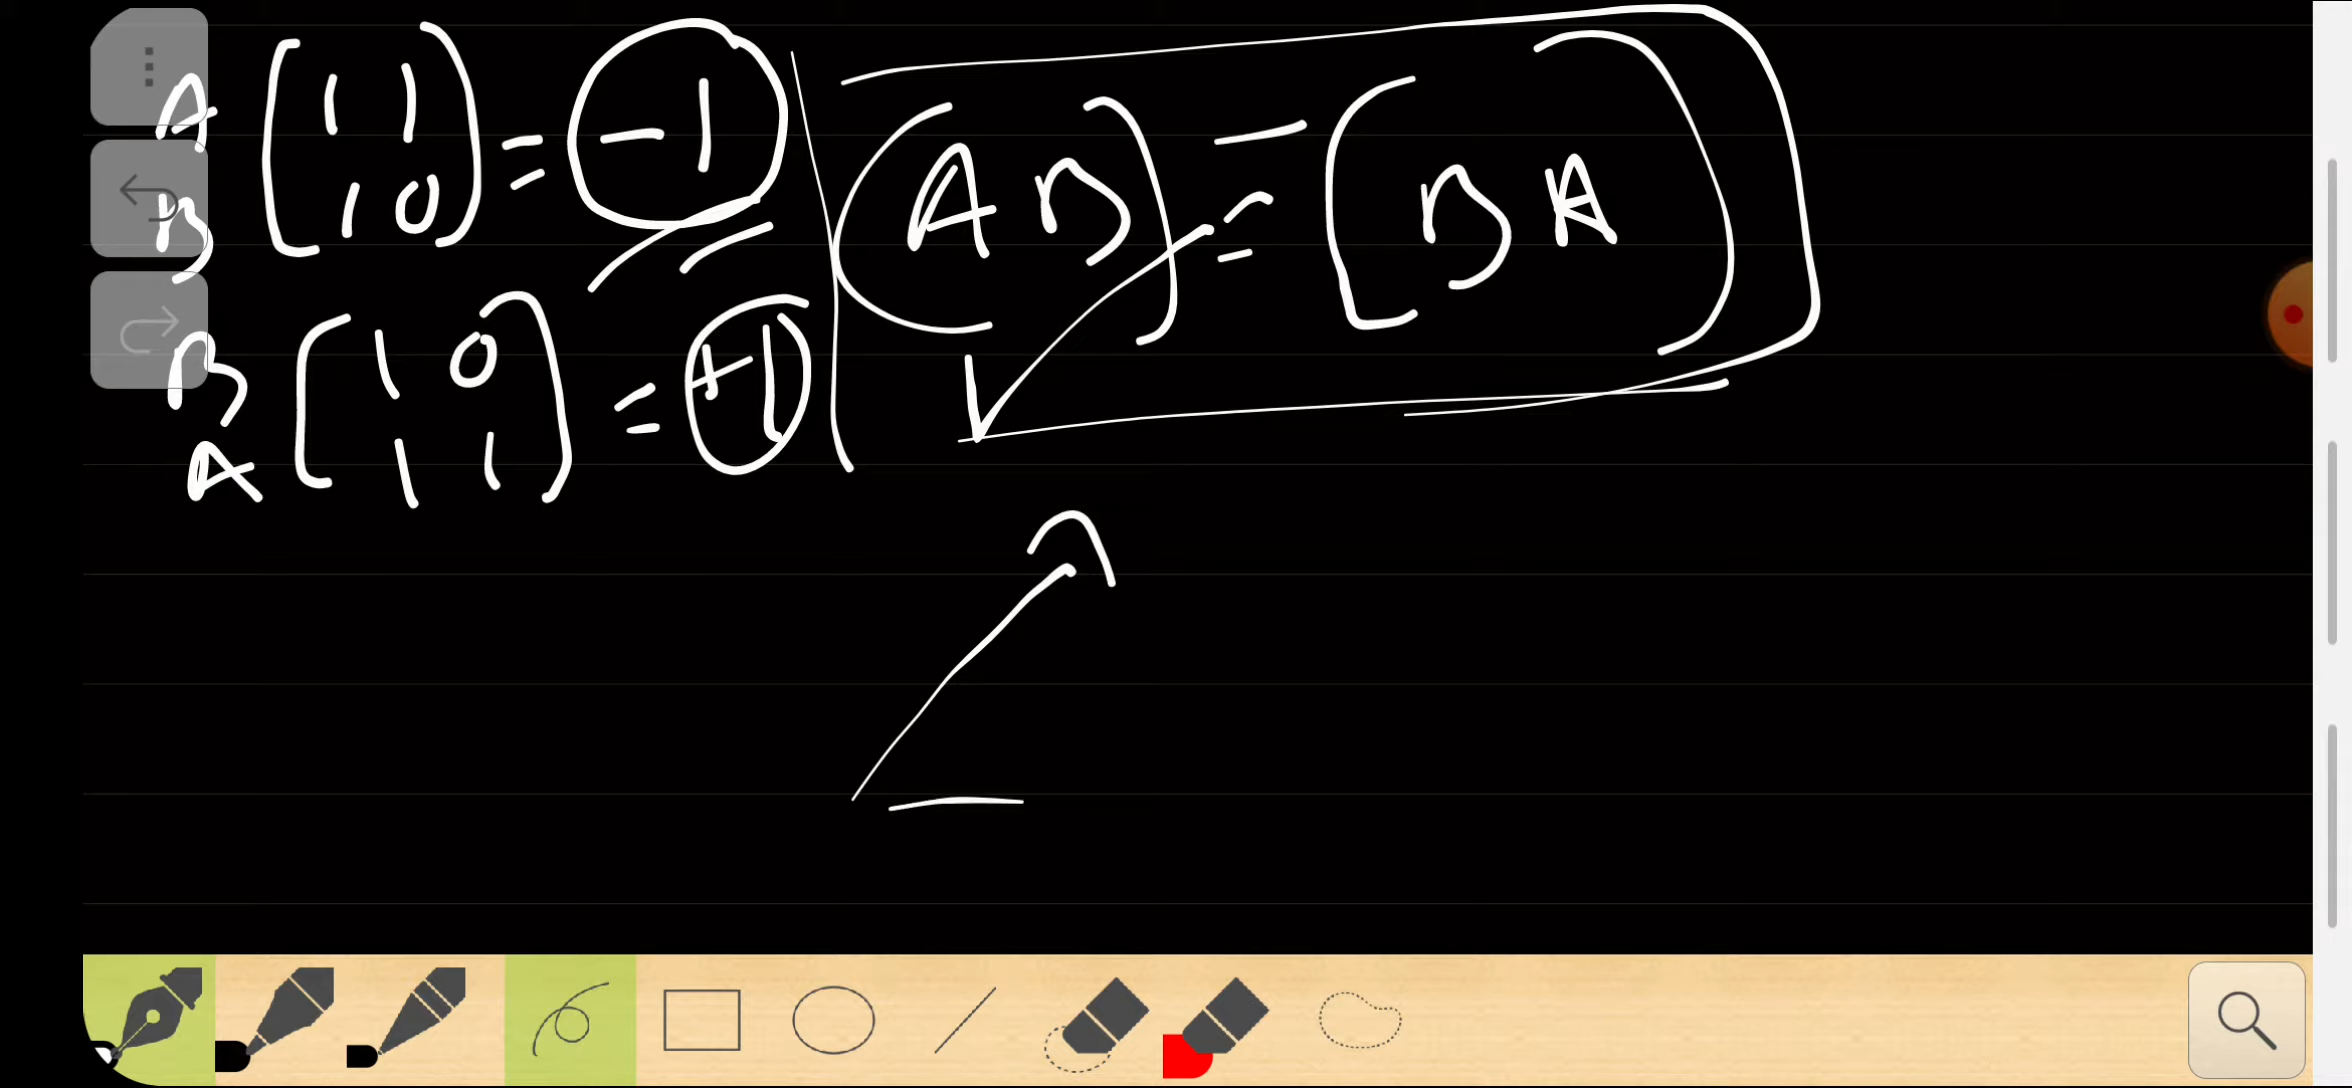 A ( 1 1 = -1
B 1 0 )
(AB) = - (BA)
B ( 1 0 = +1
A 1 1 )